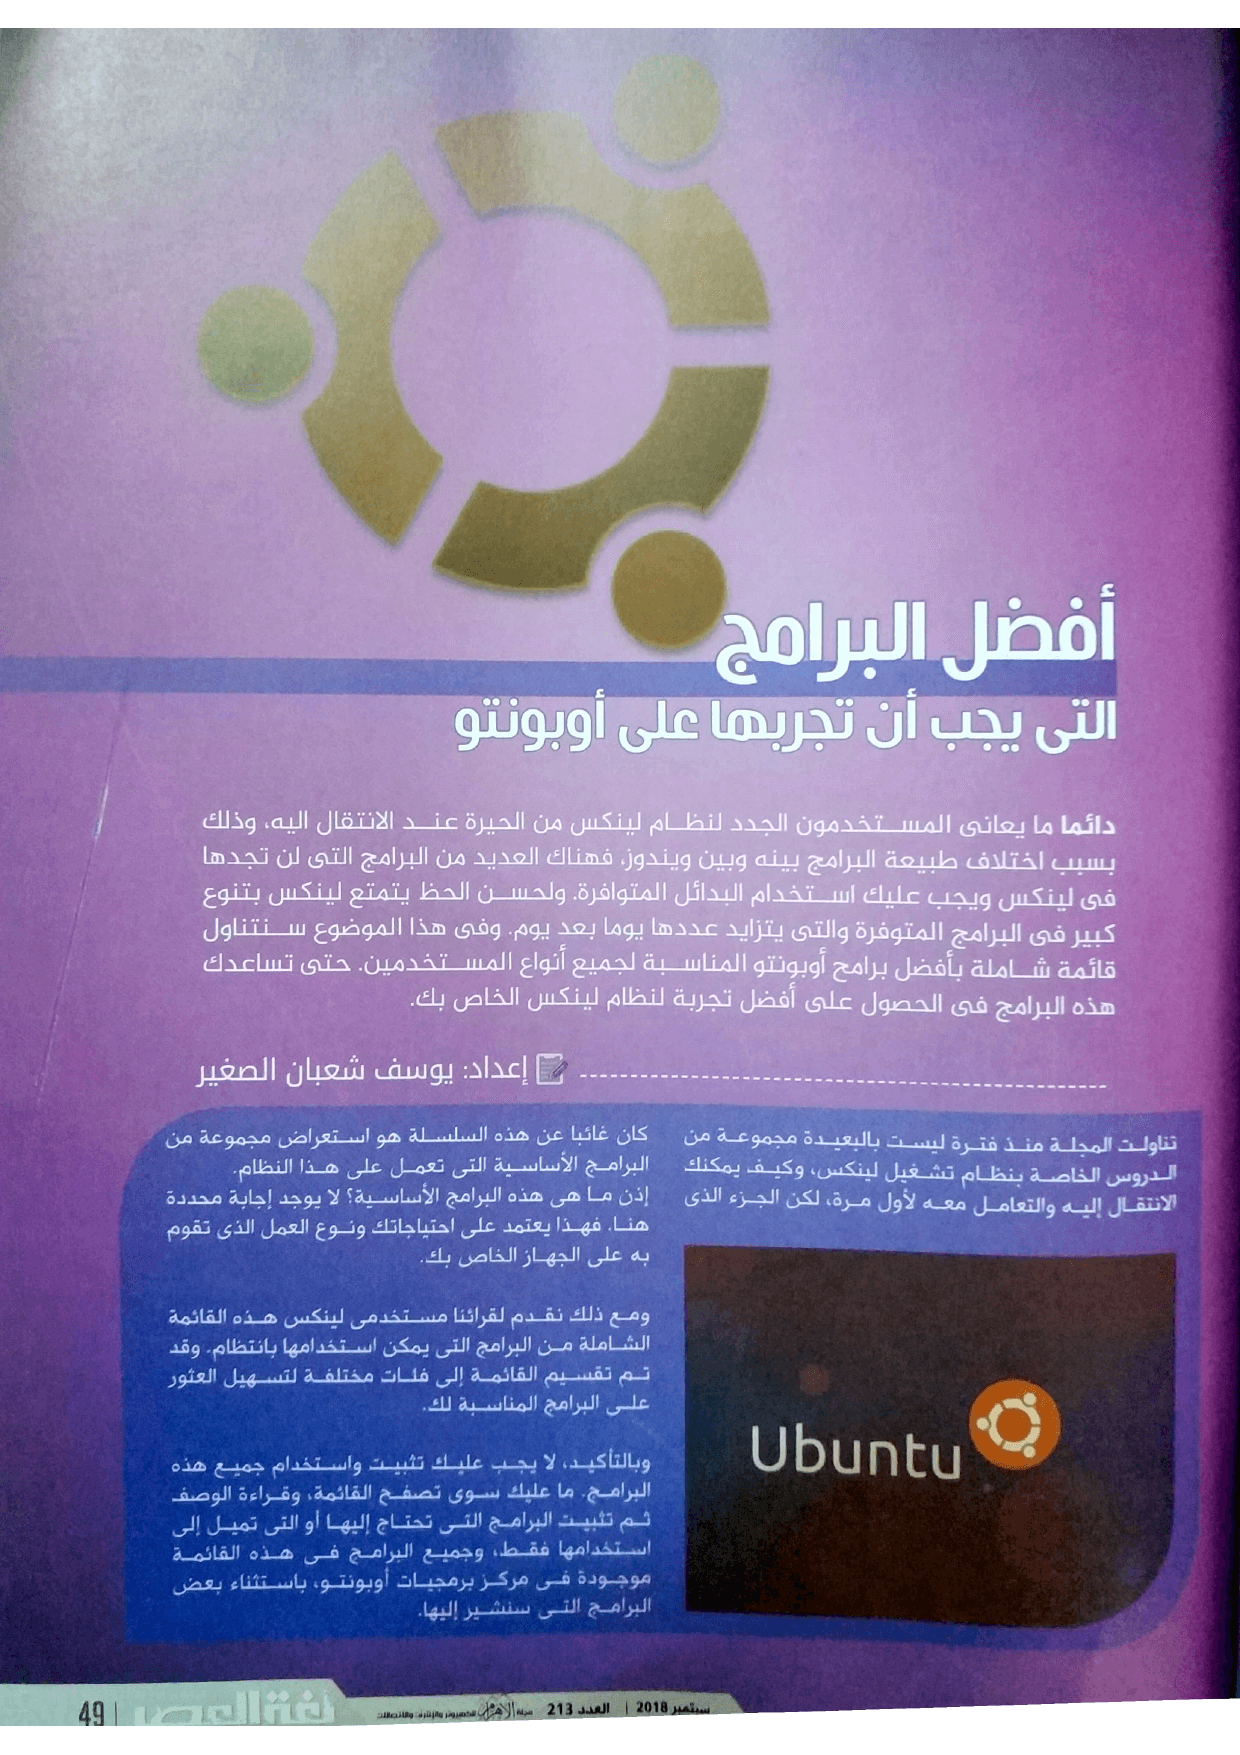 أفضل البرامج
التى يجب أن تجربها على أوبونتو
دائما ما يعانى المستخدمون الجدد لنظام لينكس من الحيرة عند الانتقال اليه، وذلك
بسبب اختلاف طبيعة البرامج بينه وبين ويندوز، فهناك العديد من البرامج التى لن تجدها
فى لينكس ويجب عليك استخدام البدائل المتوافرة. ولحسن الحظ يتمتع لينكس بتنوع
كبير فى البرامج المتوفرة والتى يتزايد عددها يوما بعد يوم. وفى هذا الموضوع سنتناول
قائمة شاملة بأفضل برامج أوبونتو المناسبة لجميع أنواع المستخدمين. حتى تساعدك
هذه البرامج فى الحصول على أفضل تجربة لنظام لينكس الخاص بك.
إعداد: يوسف شعبان الصغير
تناولت المجلة منذ فترة ليست بالبعيدة مجموعة من
الدروس الخاصة بنظام تشغيل لينكس، وكيف يمكنك
الانتقال إليه والتعامل معه لأول مرة، لكن الجزء الذى
Ubuntu
كان غائبا عن هذه السلسلة هو استعراض مجموعة من
البرامج الأساسية التى تعمل على هذا النظام.
إذن ما هى هذه البرامج الأساسية؟ لا يوجد إجابة محددة
هنا، فهذا يعتمد على احتياجاتك ونوع العمل الذى تقوم
به على الجهاز الخاص بك.
ومع ذلك نقدم لقرائنا مستخدمى لينكس هذه القائمة
الشاملة من البرامج التى يمكن استخدامها بانتظام. وقد
تم تقسيم القائمة إلى فئات مختلفة لتسهيل العثور
على البرامج المناسبة لك.
وبالتأكيد، لا يجب عليك تثبيت واستخدام جميع هذه
البرامج. ما عليك سوى تصفح القائمة، وقراءة الوصف
ثم تثبيت البرامج التى تحتاج إليها أو التى تميل إلى
استخدامها فقط، وجميع البرامج فى هذه القائمة
موجودة فى مركز برمجيات أوبونتو، باستثناء بعض
البرامج التى سنشير إليها.
سبتمبر 2018 | العدد 213 مجلة الأهرام للكمبيوتر والإنترنت والاتصالات
لغة العصر | 49